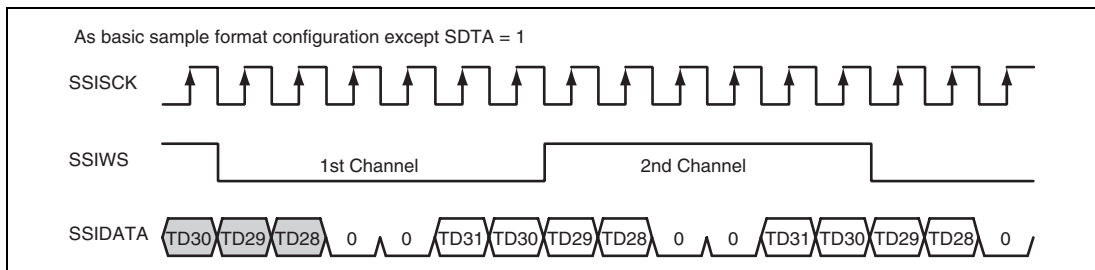 As basic sample format configuration except SDTA = 1
SSISCK
SSIWS 1st Channel 2nd Channel
SSIDATA TD30 TD29 TD28 0 0 TD31 TD30 TD29 TD28 0 0 TD31 TD30 TD29 TD28 0